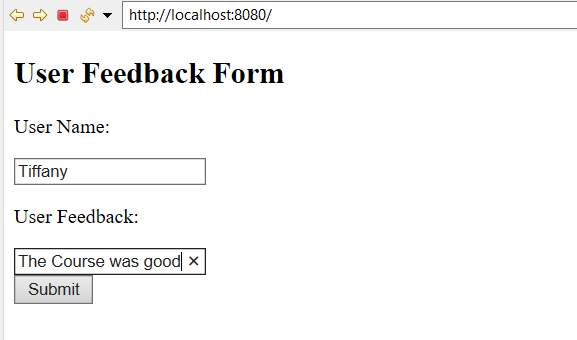 http://localhost:8080/
User Feedback Form
User Name:
Tiffany
User Feedback:
The Course was good
Submit